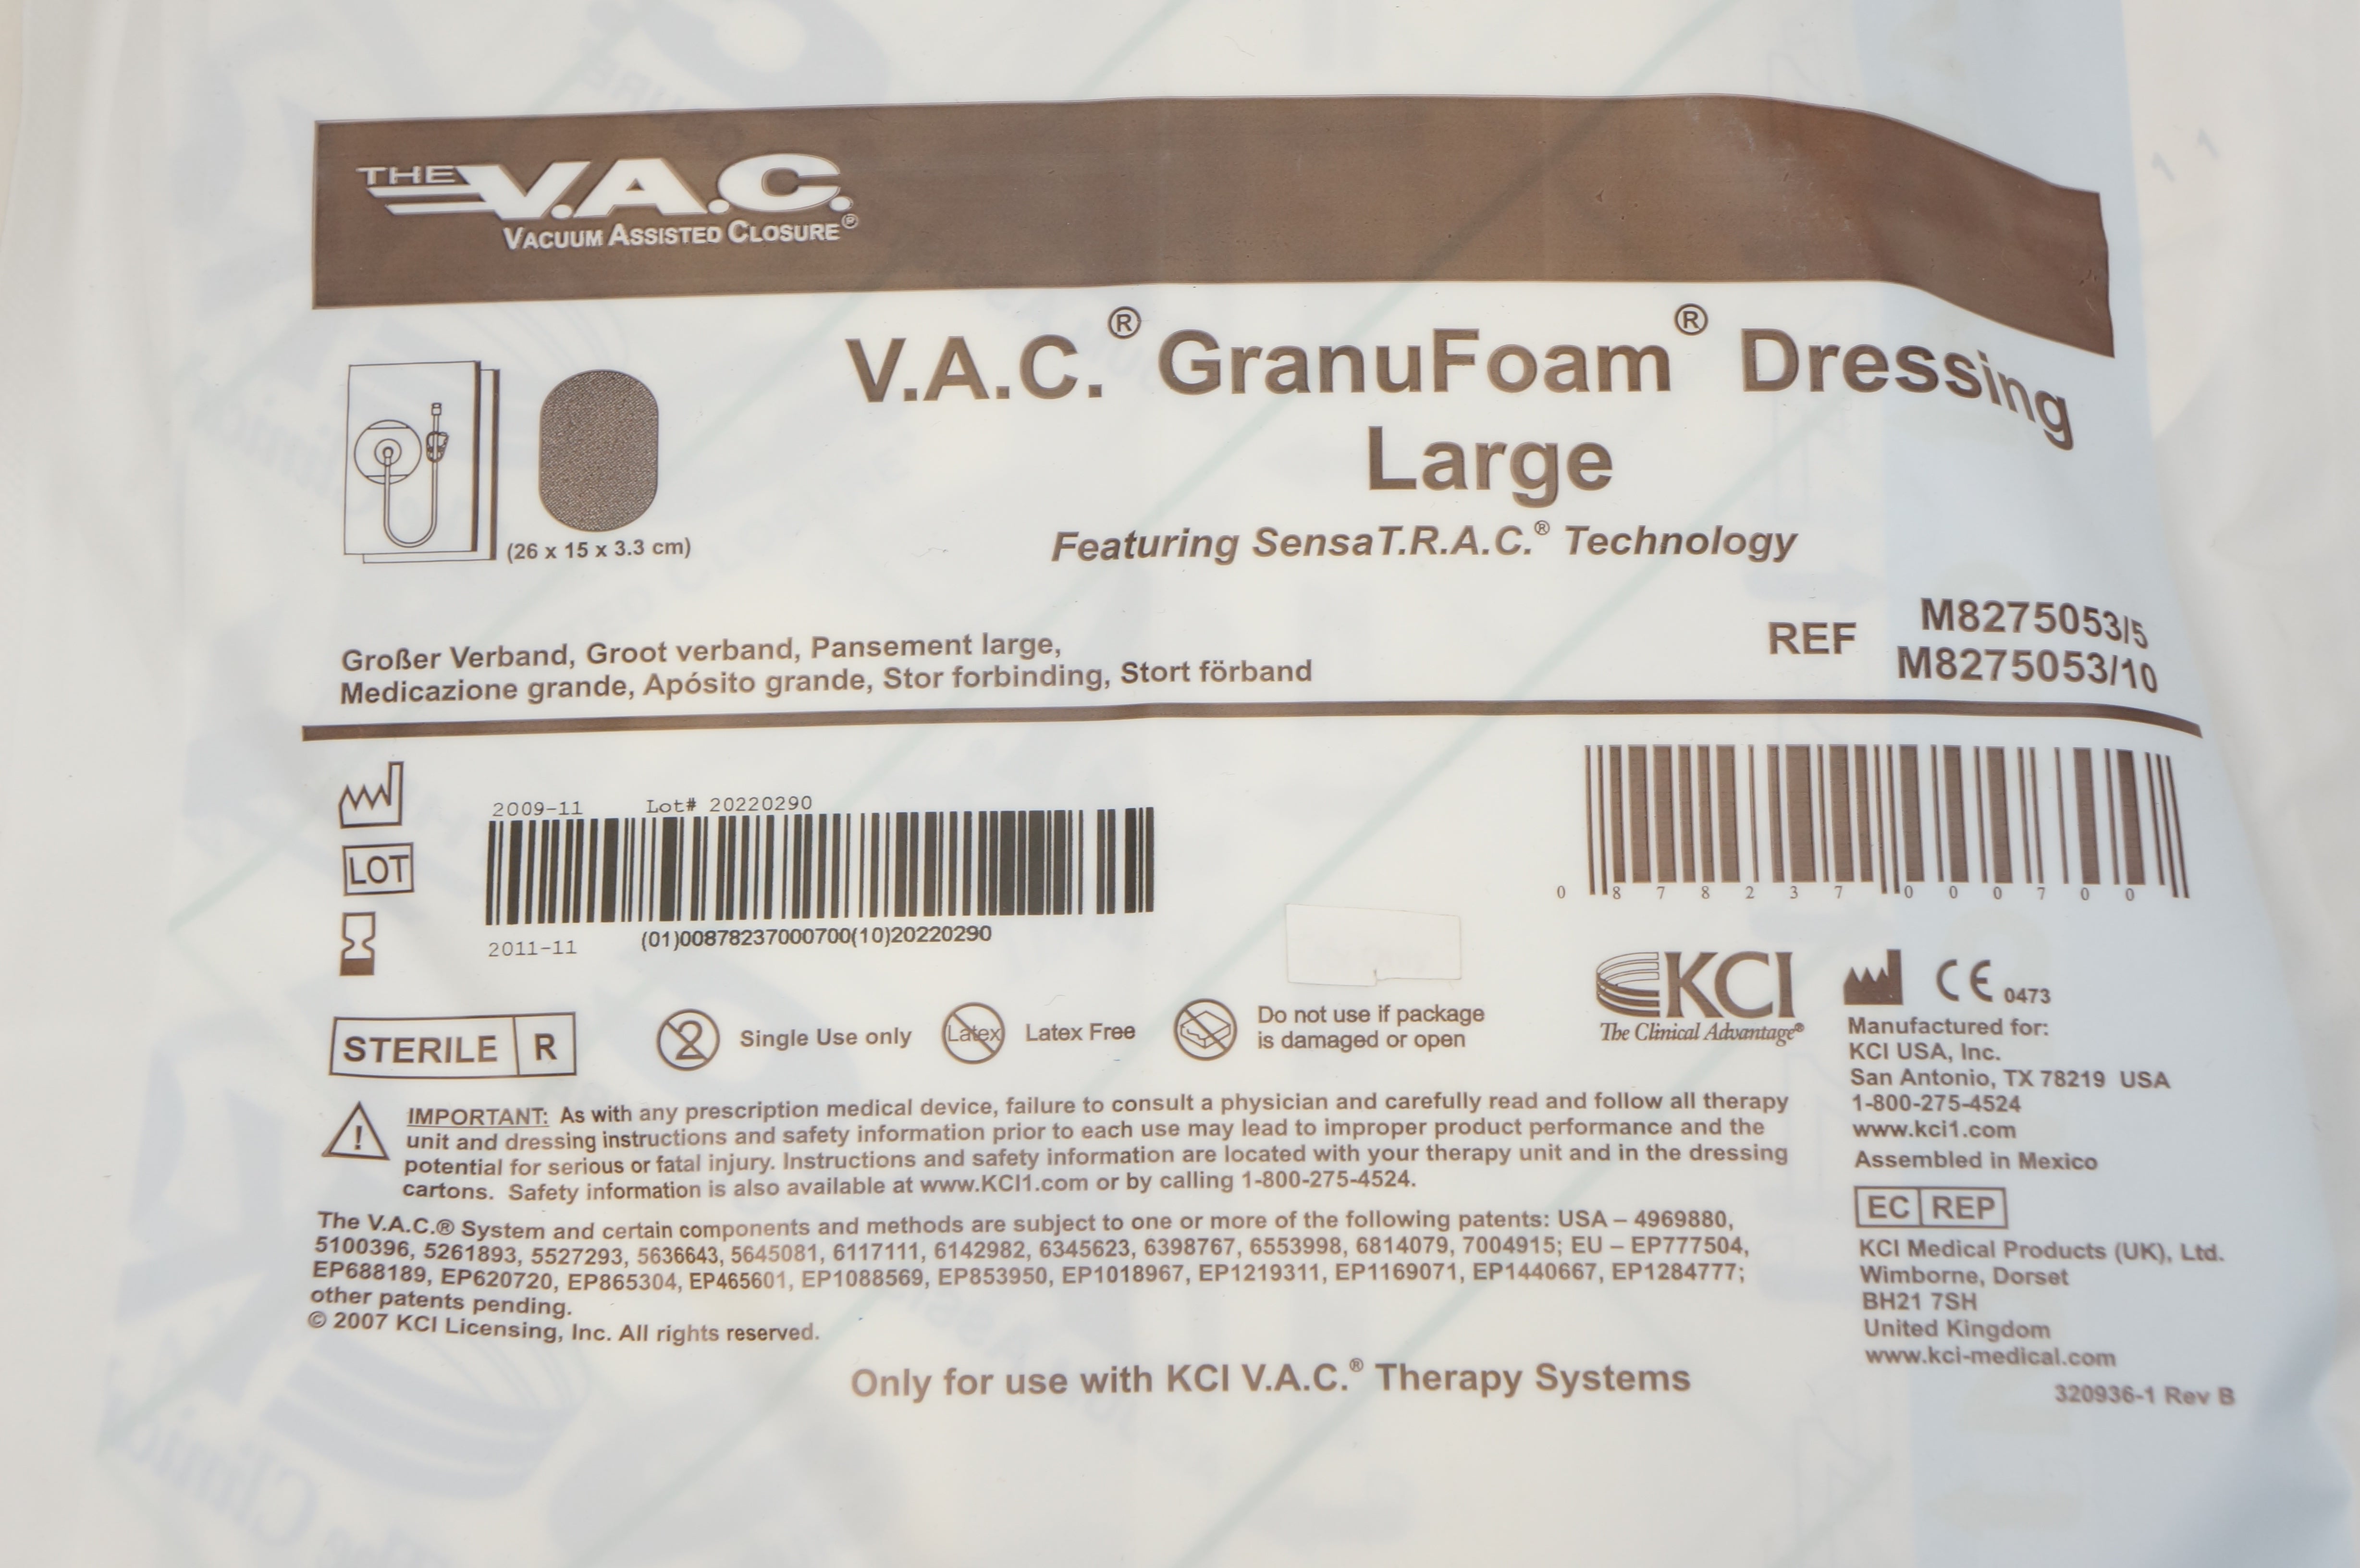 THE V.A.C.
VACUUM ASSISTED CLOSURE®
V.A.C.® GranuFoam® Dressing
Large
(26 x 15 x 3.3 cm)
Featuring SensaT.R.A.C.® Technology
Großer Verband, Groot verband, Pansement large,
Medicazione grande, Apósito grande, Stor forbinding, Stort förband
REF M8275053/5
M8275053/10
2009-11 Lot# 20220290
LOT
2011-11 (01)00878237000700(10)20220290
0 87823700070 0
STERILE R
2 Single Use only
Latex Latex Free
Do not use if package
is damaged or open
KCI
The Clinical Advantage®
CE 0473
Manufactured for:
KCI USA, Inc.
San Antonio, TX 78219 USA
1-800-275-4524
www.kci1.com
Assembled in Mexico
EC REP
KCI Medical Products (UK), Ltd.
Wimborne, Dorset
BH21 7SH
United Kingdom
www.kci-medical.com
320936-1 Rev B
! IMPORTANT: As with any prescription medical device, failure to consult a physician and carefully read and follow all therapy
unit and dressing instructions and safety information prior to each use may lead to improper product performance and the
potential for serious or fatal injury. Instructions and safety information are located with your therapy unit and in the dressing
cartons. Safety information is also available at www.KCI1.com or by calling 1-800-275-4524.
The V.A.C.® System and certain components and methods are subject to one or more of the following patents: USA – 4969880,
5100396, 5261893, 5527293, 5636643, 5645081, 6117111, 6142982, 6345623, 6398767, 6553998, 6814079, 7004915; EU – EP777504,
EP688189, EP620720, EP865304, EP465601, EP1088569, EP853950, EP1018967, EP1219311, EP1169071, EP1440667, EP1284777;
other patents pending.
© 2007 KCI Licensing, Inc. All rights reserved.
Only for use with KCI V.A.C.® Therapy Systems